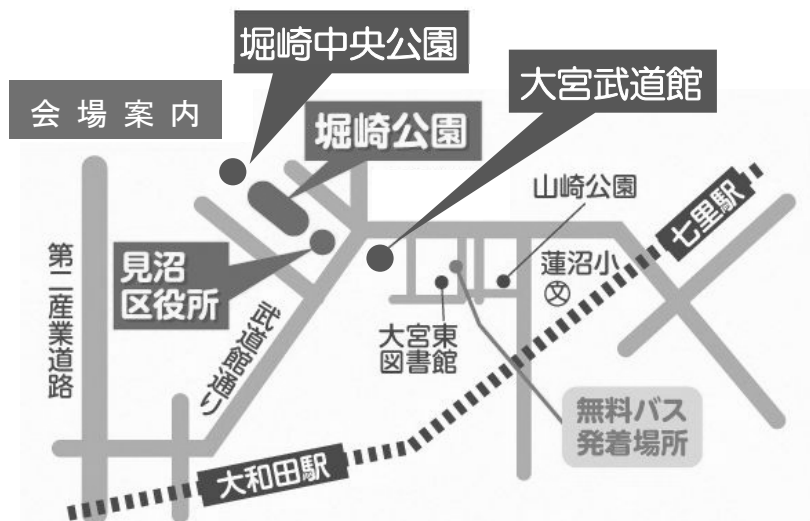 堀崎中央公園
大宮武道館
会場案内
堀崎公園
山崎公園
七里駅
見沼
区役所
第二産業道路
蓮沼小
文
武道館通り
大宮東
図書館
無料バス
発着場所
大和田駅